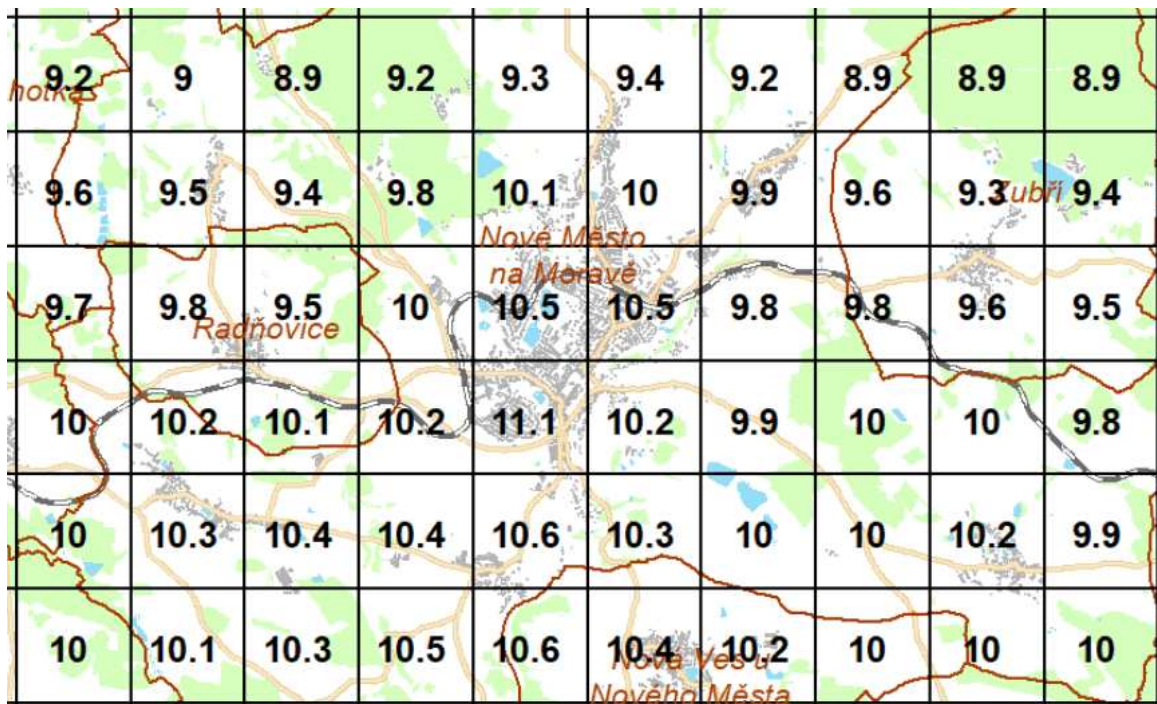 9.2 9 8.9 9.2 9.3 9.4 9.2 8.9 8.9 8.9
hotka
9.6 9.5 9.4 9.8 10.1 10 9.9 9.6 9.3 9.4
Zubří
Nové Město
na Moravě
9.7 9.8 9.5 10 10.5 10.5 9.8 9.8 9.6 9.5
Radňovice
10 10.2 10.1 10.2 11.1 10.2 9.9 10 10 9.8
10 10.3 10.4 10.4 10.6 10.3 10 10 10.2 9.9
10 10.1 10.3 10.5 10.6 10.4 10.2 10 10 10
Nová Ves u
Nového Města